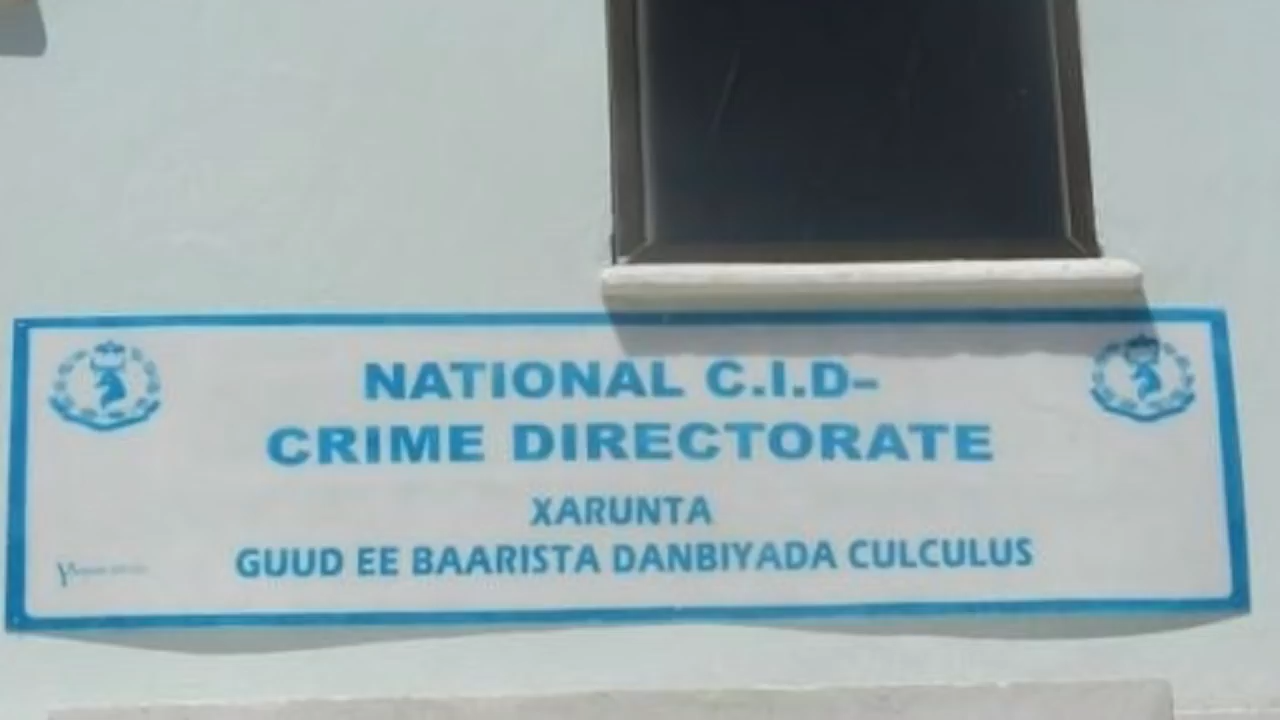 NATIONAL C.I.D–
CRIME DIRECTORATE
XARUNTA
GUUD EE BAARISTA DANBIYADA CULCULUS